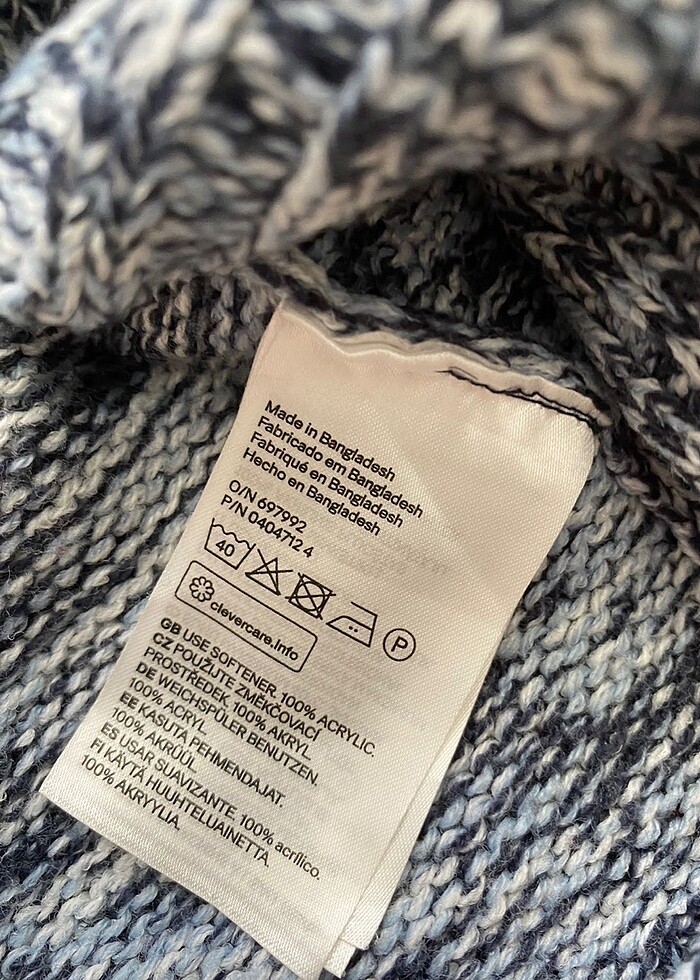 Made in Bangladesh
Fabricado em Bangladesh
Fabriqué en Bangladesh
Hecho en Bangladesh
O/N 697992
P/N 04047124
40
P
clevercare.info
GB USE SOFTENER. 100% ACRYLIC.
CZ POUŽIJTE ZMĚKČOVACÍ
PROSTŘEDEK. 100% AKRYL
DE WEICHSPÜLER BENUTZEN.
100% ACRYL
EE KASUTA PEHMENDAJAT.
100% AKRÜÜL
ES USAR SUAVIZANTE. 100% acrílico.
FI KÄYTÄ HUUHTELUAINETTA
100% AKRYYLIA.